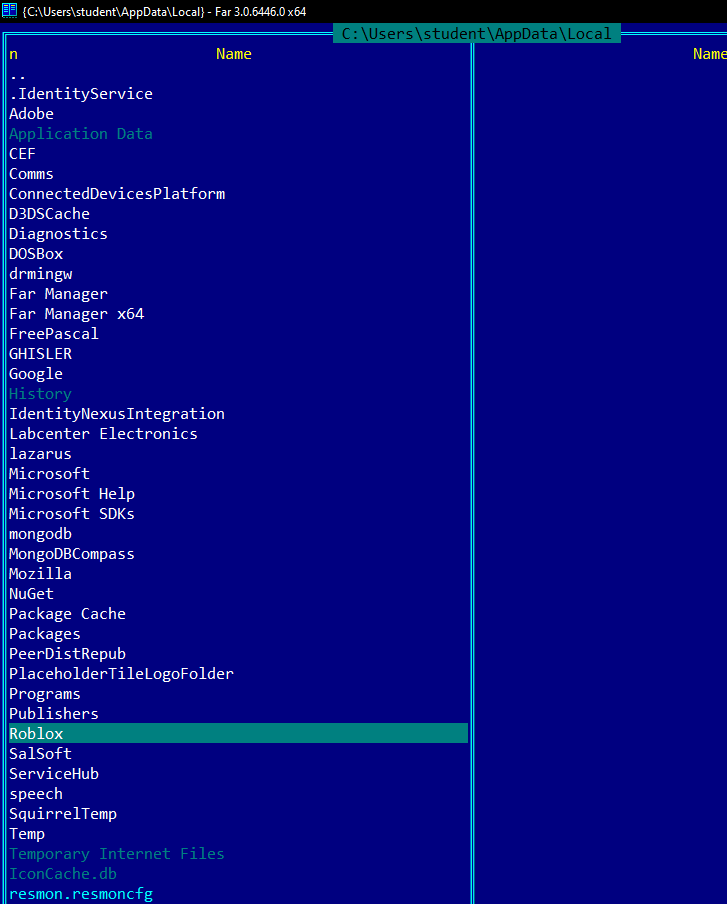 {C:\Users\student\AppData\Local} - Far 3.0.6446.0 x64
C:\Users\student\AppData\Local
n Name Name
..
.IdentityService
Adobe
Application Data
CEF
Comms
ConnectedDevicesPlatform
D3DSCache
Diagnostics
DOSBox
drmingw
Far Manager
Far Manager x64
FreePascal
GHISLER
Google
History
IdentityNexusIntegration
Labcenter Electronics
lazarus
Microsoft
Microsoft Help
Microsoft SDKs
mongodb
MongoDBCompass
Mozilla
NuGet
Package Cache
Packages
PeerDistRepub
PlaceholderTileLogoFolder
Programs
Publishers
Roblox
SalSoft
ServiceHub
speech
SquirrelTemp
Temp
Temporary Internet Files
IconCache.db
resmon.resmoncfg